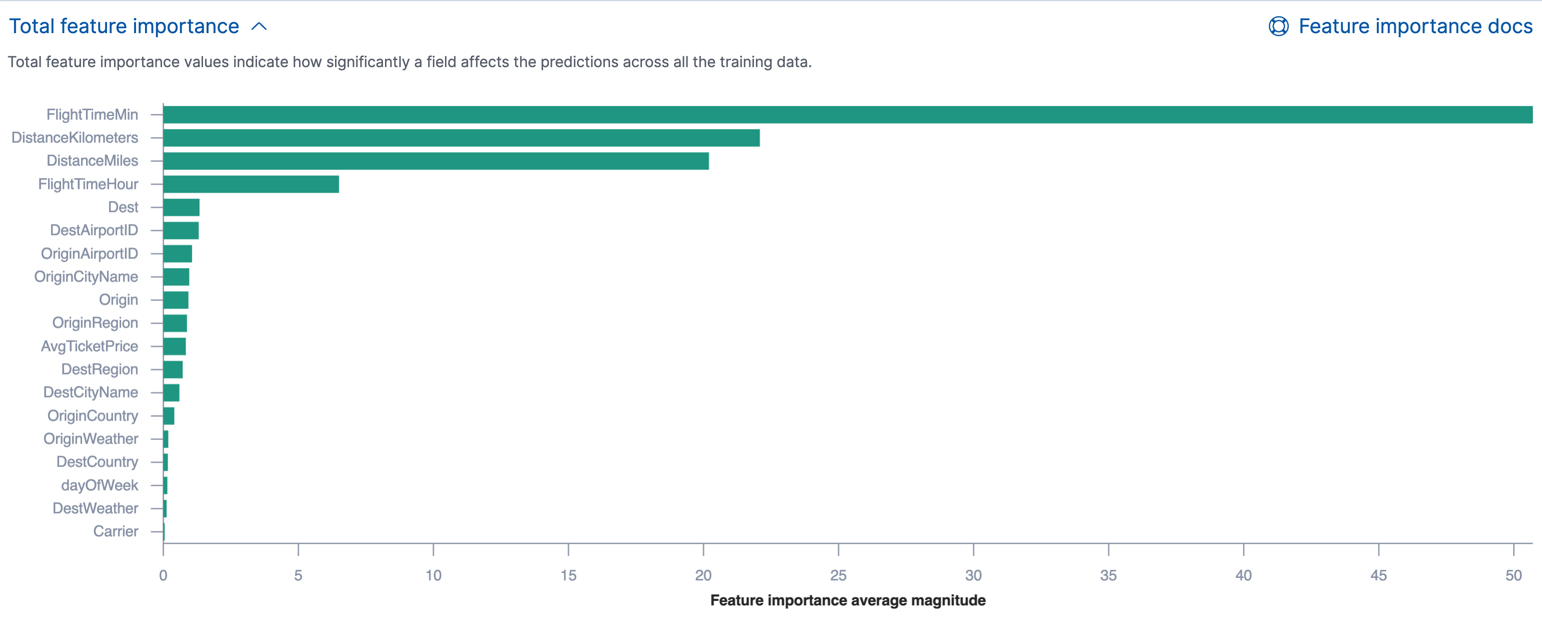 Total feature importance
Feature importance docs
Total feature importance values indicate how significantly a field affects the predictions across all the training data.
FlightTimeMin
DistanceKilometers
DistanceMiles
FlightTimeHour
Dest
DestAirportID
OriginAirportID
OriginCityName
Origin
OriginRegion
AvgTicketPrice
DestRegion
DestCityName
OriginCountry
OriginWeather
DestCountry
dayOfWeek
DestWeather
Carrier
0 5 10 15 20 25 30 35 40 45 50
Feature importance average magnitude